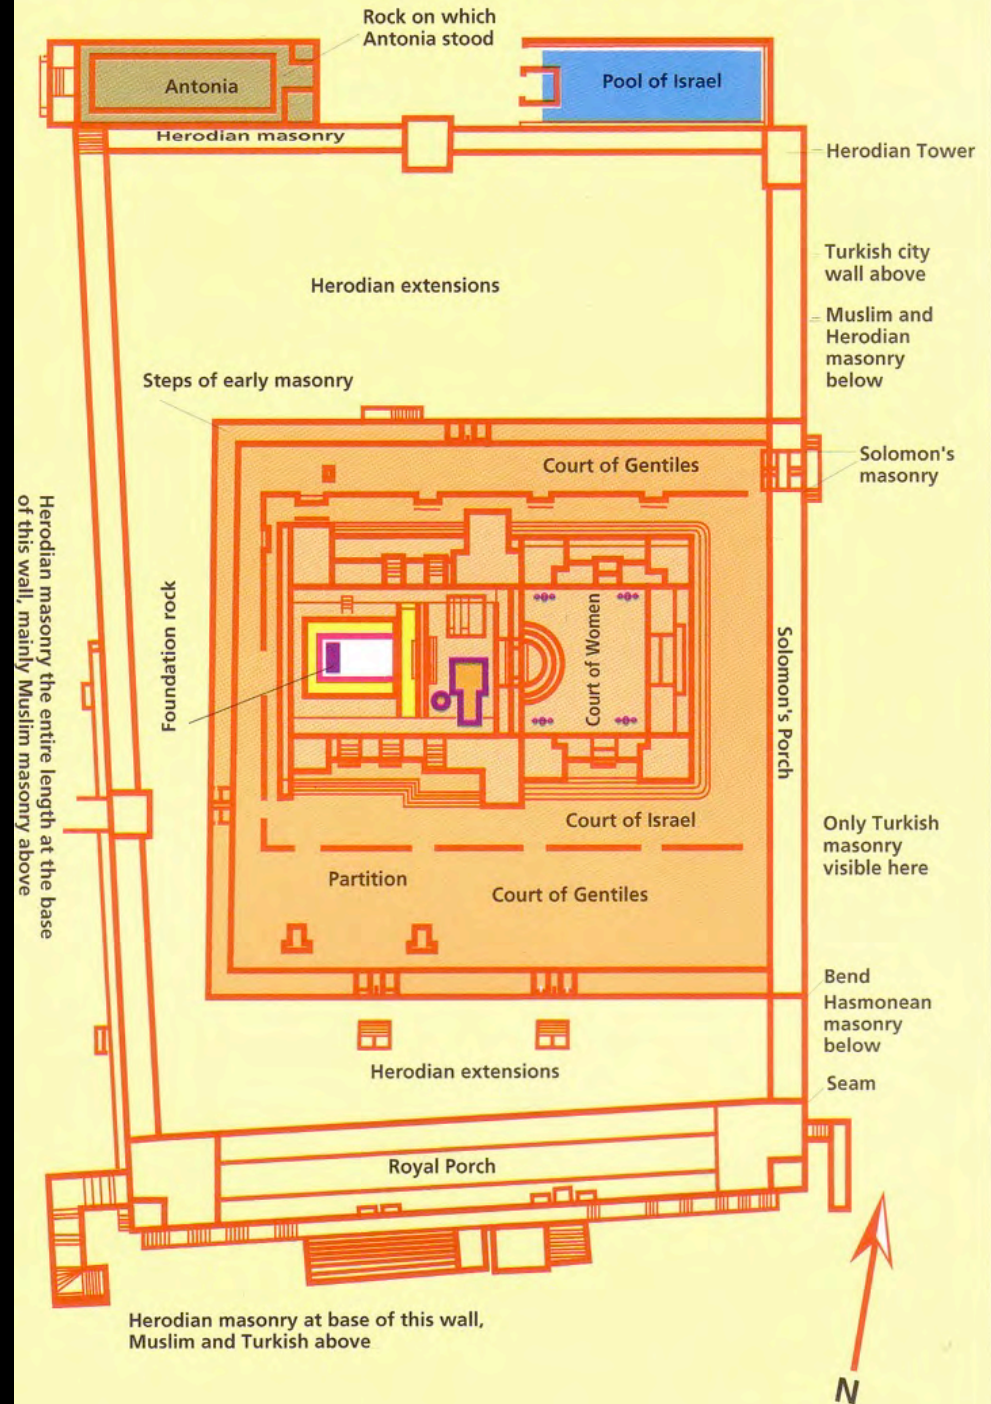 Rock on which
Antonia stood
Antonia
Pool of Israel
Herodian masonry
Herodian Tower
Turkish city
wall above
Herodian extensions
Muslim and
Herodian
masonry
below
Steps of early masonry
Court of Gentiles
Solomon's
masonry
Herodian masonry the entire length at the base
of this wall, mainly Muslim masonry above
Foundation rock
Court of Women
Solomon's Porch
Court of Israel
Only Turkish
masonry
visible here
Partition
Court of Gentiles
Bend
Hasmonean
masonry
below
Herodian extensions
Seam
Royal Porch
Herodian masonry at base of this wall,
Muslim and Turkish above
N